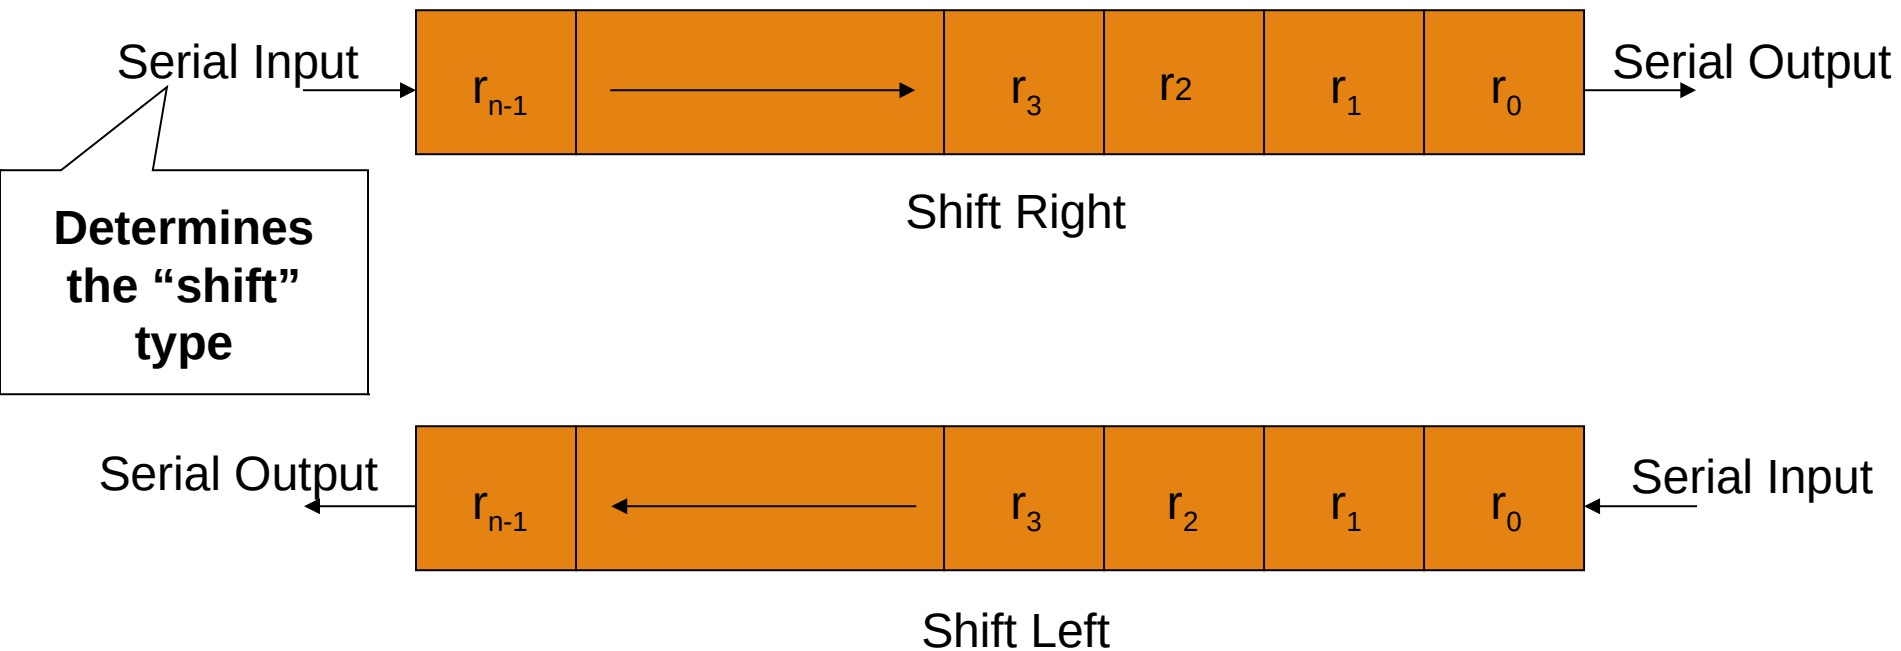 Serial Input r n-1 r 3 r2 r 1 r 0 Serial Output
Shift Right
Determines
the “shift”
type
Serial Output r n-1 r 3 r 2 r 1 r 0 Serial Input
Shift Left